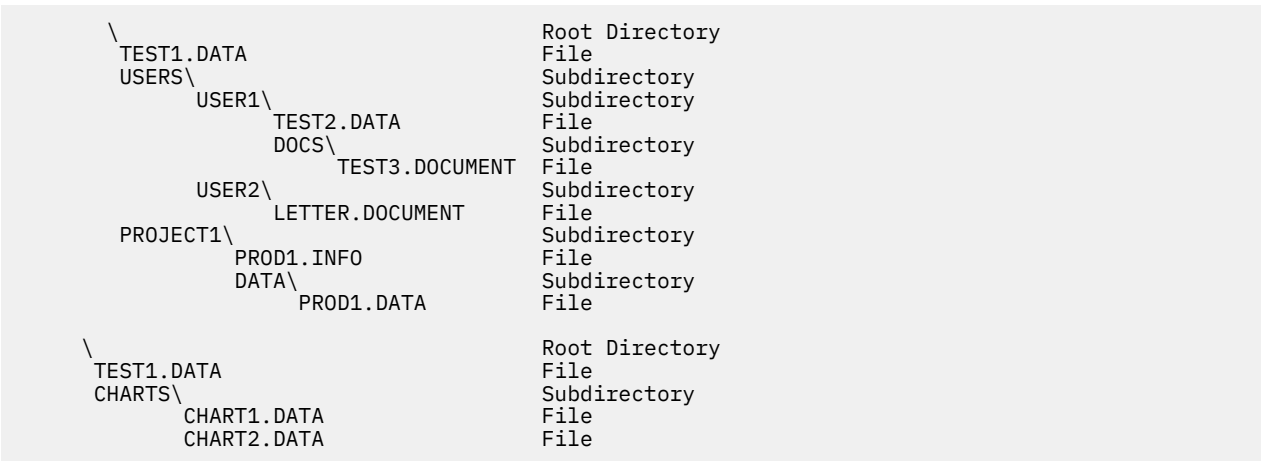 \ Root Directory
TEST1.DATA File
USERS\ Subdirectory
USER1\ Subdirectory
TEST2.DATA File
DOCS\ Subdirectory
TEST3.DOCUMENT File
USER2\ Subdirectory
LETTER.DOCUMENT File
PROJECT1\ Subdirectory
PROD1.INFO File
DATA\ Subdirectory
PROD1.DATA File
\ Root Directory
TEST1.DATA File
CHARTS\ Subdirectory
CHART1.DATA File
CHART2.DATA File